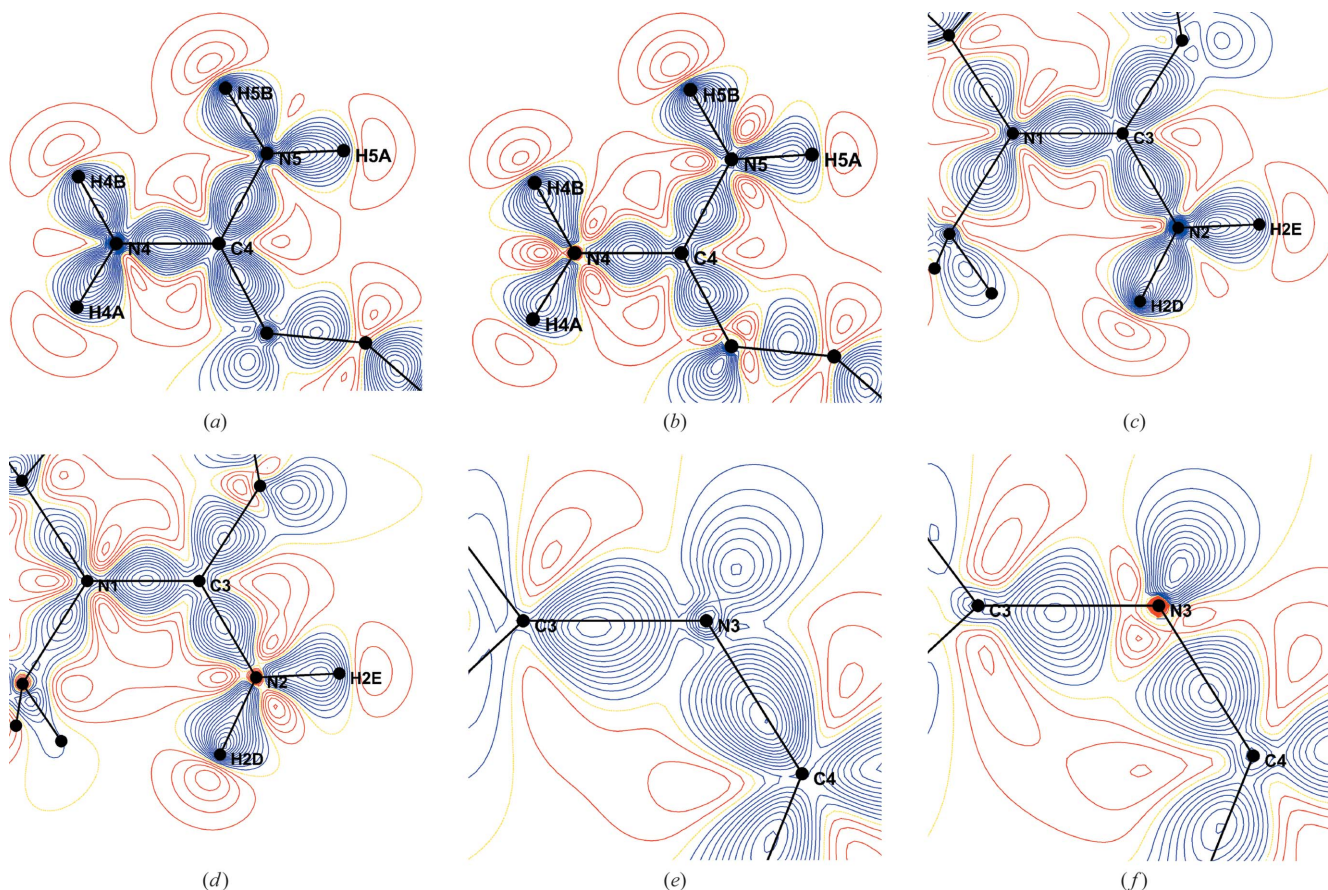 H5B
N5
H5A
H4B
N4
C4
H4A
(a)
H5B
N5
H5A
H4B
N4
C4
H4A
(b)
N1
C3
N2
H2E
H2D
(c)
N1
C3
N2
H2E
H2D
(d)
C3
N3
C4
(e)
C3
N3
C4
(f)